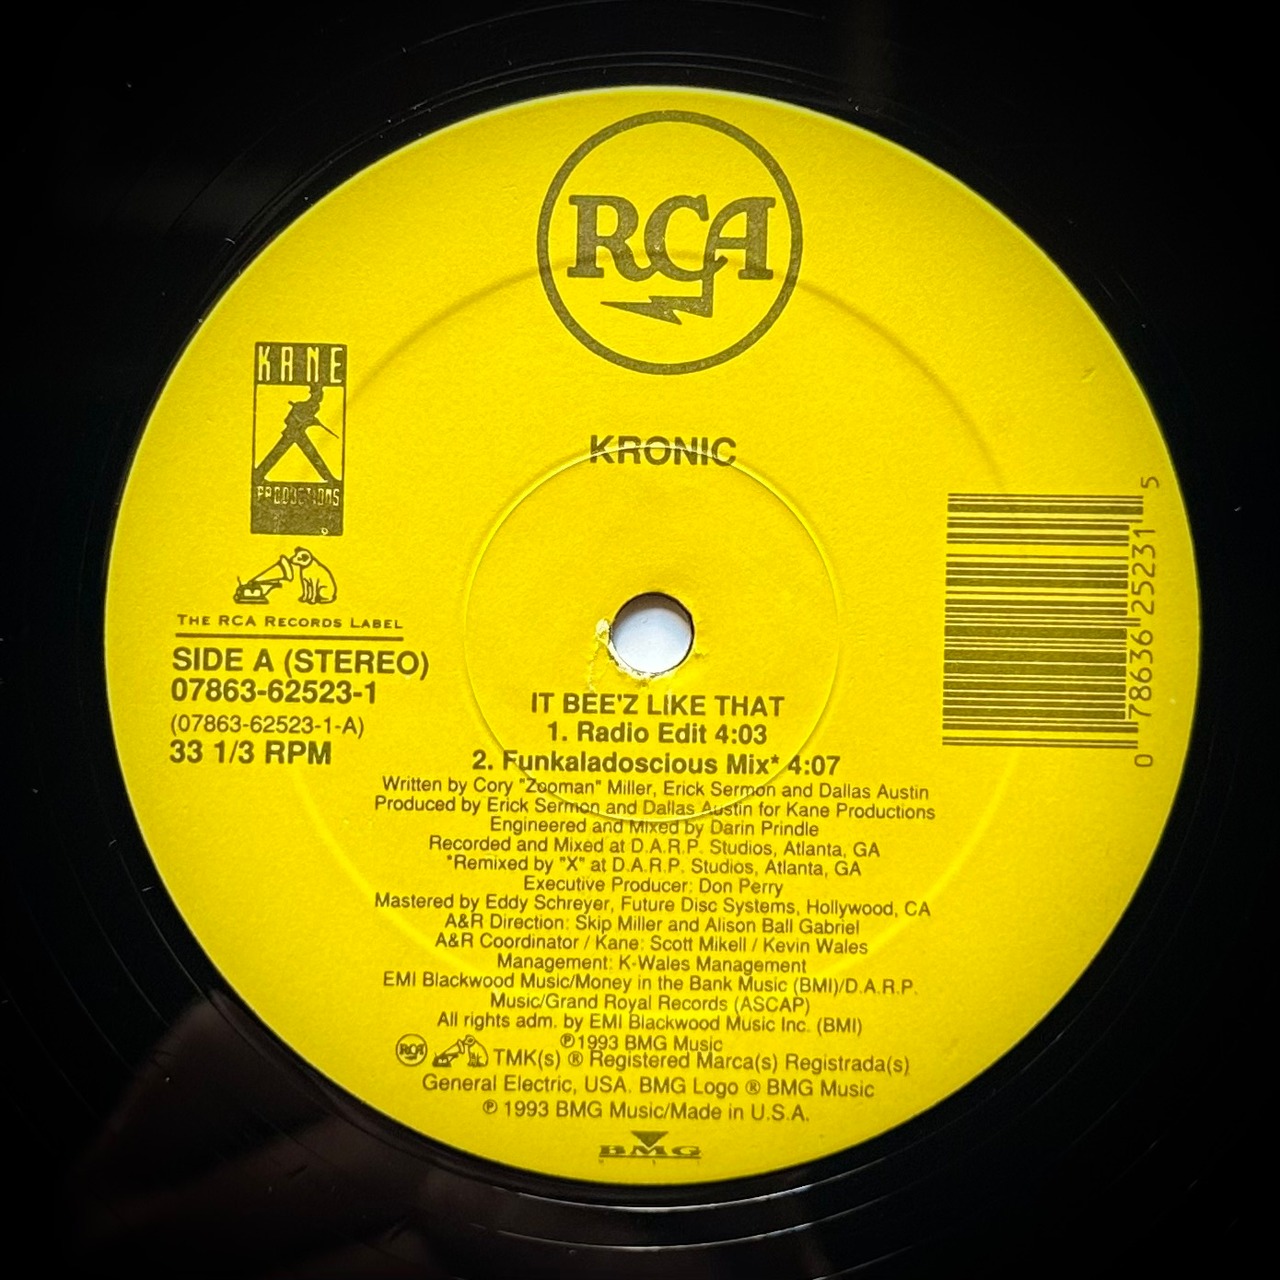 RCA
KANE
PRODUCTIONS
KRONIC
THE RCA RECORDS LABEL
SIDE A (STEREO)
07863-62523-1
(07863-62523-1-A)
33 1/3 RPM
0 78636 25231 5
IT BEE'Z LIKE THAT
1. Radio Edit 4:03
2. Funkaladoscious Mix* 4:07
Written by Cory "Zooman" Miller, Erick Sermon and Dallas Austin
Produced by Erick Sermon and Dallas Austin for Kane Productions
Engineered and Mixed by Darin Prindle
Recorded and Mixed at D.A.R.P. Studios, Atlanta, GA
*Remixed by "X" at D.A.R.P. Studios, Atlanta, GA
Executive Producer: Don Perry
Mastered by Eddy Schreyer, Future Disc Systems, Hollywood, CA
A&R Direction: Skip Miller and Alison Ball Gabriel
A&R Coordinator / Kane: Scott Mikell / Kevin Wales
Management: K-Wales Management
EMI Blackwood Music/Money in the Bank Music (BMI)/D.A.R.P.
Music/Grand Royal Records (ASCAP)
All rights adm. by EMI Blackwood Music Inc. (BMI)
℗1993 BMG Music
RCA TMK(s) ® Registered Marca(s) Registrada(s)
General Electric, USA. BMG Logo ® BMG Music
℗ 1993 BMG Music/Made in U.S.A.
BMG